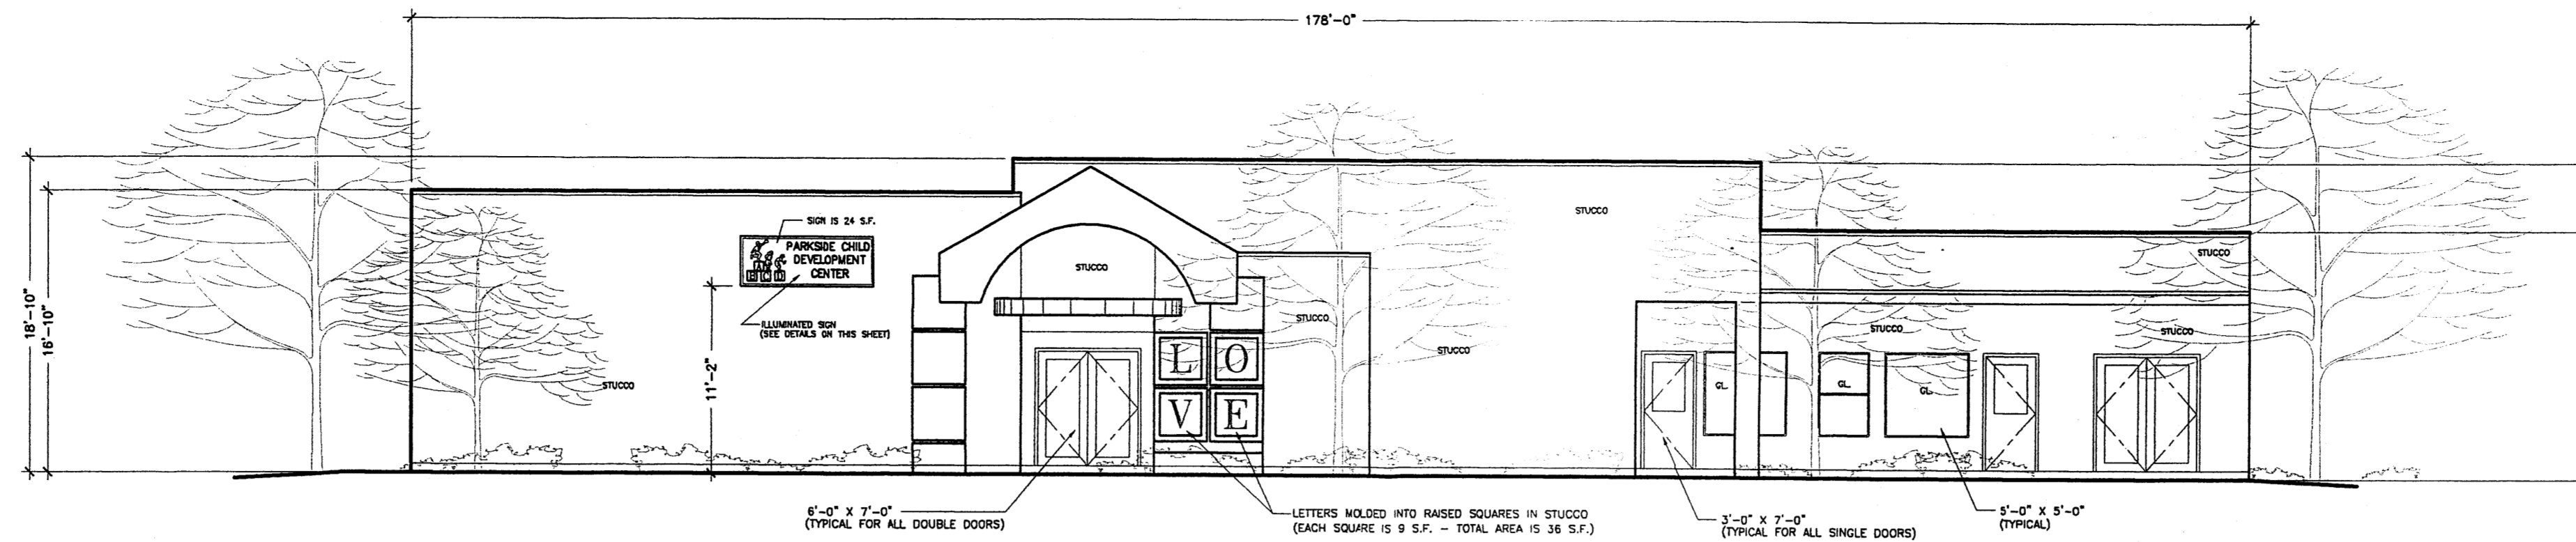 178'-0"
SIGN IS 24 S.F.
PARKSIDE CHILD
DEVELOPMENT
CENTER
A
B C D
ILLUMINATED SIGN
(SEE DETAILS ON THIS SHEET)
18'-10"
16'-10"
11'-2"
STUCCO
STUCCO
STUCCO
STUCCO
STUCCO
STUCCO
STUCCO
STUCCO
L O
V E
GL.
GL.
GL.
6'-0" X 7'-0"
(TYPICAL FOR ALL DOUBLE DOORS)
LETTERS MOLDED INTO RAISED SQUARES IN STUCCO
(EACH SQUARE IS 9 S.F. - TOTAL AREA IS 36 S.F.)
3'-0" X 7'-0"
(TYPICAL FOR ALL SINGLE DOORS)
5'-0" X 5'-0"
(TYPICAL)